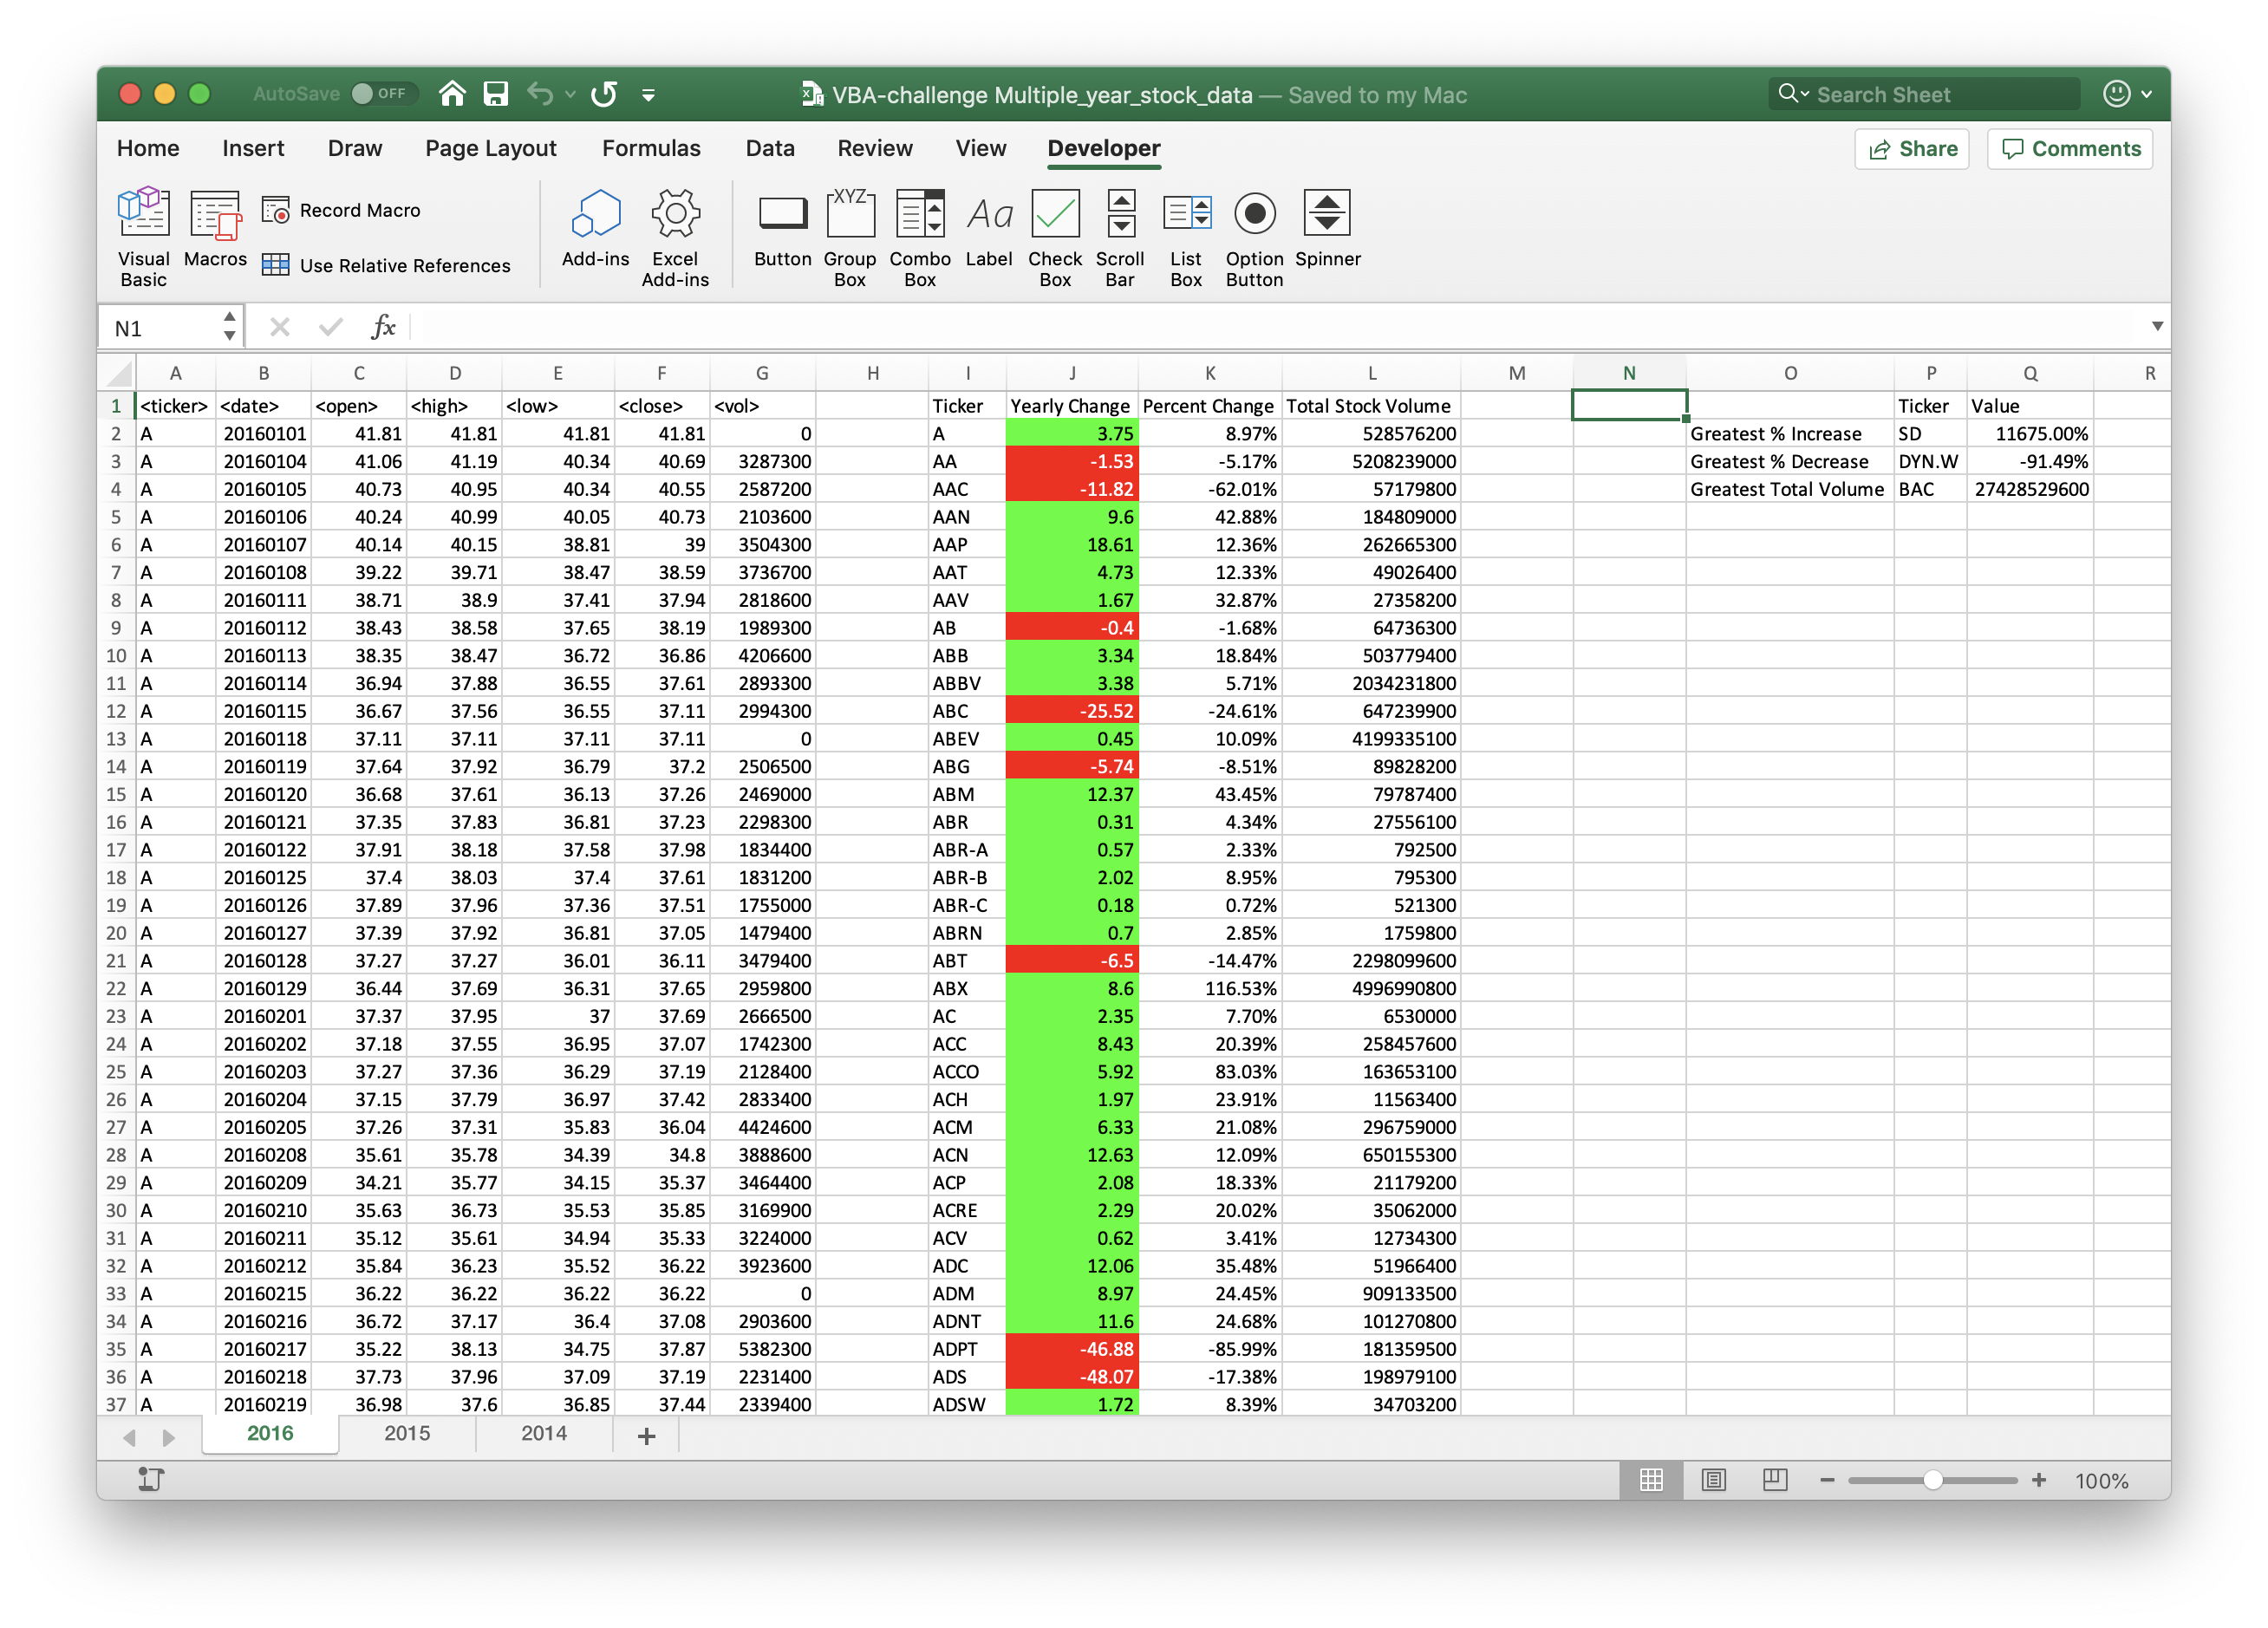 AutoSave OFF VBA-challenge Multiple_year_stock_data — Saved to my Mac Search Sheet
Home Insert Draw Page Layout Formulas Data Review View Developer Share Comments
Visual Basic Macros Record Macro Use Relative References Add-ins Excel Add-ins Button XYZ Group Box Combo Box Aa Label Check Box Scroll Bar List Box Option Button Spinner
N1 fx
A B C D E F G H I J K L M N O P Q R
1 <ticker> <date> <open> <high> <low> <close> <vol> Ticker Yearly Change Percent Change Total Stock Volume Ticker Value
2 A 20160101 41.81 41.81 41.81 41.81 0 A 3.75 8.97% 528576200 Greatest % Increase SD 11675.00%
3 A 20160104 41.06 41.19 40.34 40.69 3287300 AA -1.53 -5.17% 5208239000 Greatest % Decrease DYN.W -91.49%
4 A 20160105 40.73 40.95 40.34 40.55 2587200 AAC -11.82 -62.01% 57179800 Greatest Total Volume BAC 27428529600
5 A 20160106 40.24 40.99 40.05 40.73 2103600 AAN 9.6 42.88% 184809000
6 A 20160107 40.14 40.15 38.81 39 3504300 AAP 18.61 12.36% 262665300
7 A 20160108 39.22 39.71 38.47 38.59 3736700 AAT 4.73 12.33% 49026400
8 A 20160111 38.71 38.9 37.41 37.94 2818600 AAV 1.67 32.87% 27358200
9 A 20160112 38.43 38.58 37.65 38.19 1989300 AB -0.4 -1.68% 64736300
10 A 20160113 38.35 38.47 36.72 36.86 4206600 ABB 3.34 18.84% 503779400
11 A 20160114 36.94 37.88 36.55 37.61 2893300 ABBV 3.38 5.71% 2034231800
12 A 20160115 36.67 37.56 36.55 37.11 2994300 ABC -25.52 -24.61% 647239900
13 A 20160118 37.11 37.11 37.11 37.11 0 ABEV 0.45 10.09% 4199335100
14 A 20160119 37.64 37.92 36.79 37.2 2506500 ABG -5.74 -8.51% 89828200
15 A 20160120 36.68 37.61 36.13 37.26 2469000 ABM 12.37 43.45% 79787400
16 A 20160121 37.35 37.83 36.81 37.23 2298300 ABR 0.31 4.34% 27556100
17 A 20160122 37.91 38.18 37.58 37.98 1834400 ABR-A 0.57 2.33% 792500
18 A 20160125 37.4 38.03 37.4 37.61 1831200 ABR-B 2.02 8.95% 795300
19 A 20160126 37.89 37.96 37.36 37.51 1755000 ABR-C 0.18 0.72% 521300
20 A 20160127 37.39 37.92 36.81 37.05 1479400 ABRN 0.7 2.85% 1759800
21 A 20160128 37.27 37.27 36.01 36.11 3479400 ABT -6.5 -14.47% 2298099600
22 A 20160129 36.44 37.69 36.31 37.65 2959800 ABX 8.6 116.53% 4996990800
23 A 20160201 37.37 37.95 37 37.69 2666500 AC 2.35 7.70% 6530000
24 A 20160202 37.18 37.55 36.95 37.07 1742300 ACC 8.43 20.39% 258457600
25 A 20160203 37.27 37.36 36.29 37.19 2128400 ACCO 5.92 83.03% 163653100
26 A 20160204 37.15 37.79 36.97 37.42 2833400 ACH 1.97 23.91% 11563400
27 A 20160205 37.26 37.31 35.83 36.04 4424600 ACM 6.33 21.08% 296759000
28 A 20160208 35.61 35.78 34.39 34.8 3888600 ACN 12.63 12.09% 650155300
29 A 20160209 34.21 35.77 34.15 35.37 3464400 ACP 2.08 18.33% 21179200
30 A 20160210 35.63 36.73 35.53 35.85 3169900 ACRE 2.29 20.02% 35062000
31 A 20160211 35.12 35.61 34.94 35.33 3224000 ACV 0.62 3.41% 12734300
32 A 20160212 35.84 36.23 35.52 36.22 3923600 ADC 12.06 35.48% 51966400
33 A 20160215 36.22 36.22 36.22 36.22 0 ADM 8.97 24.45% 909133500
34 A 20160216 36.72 37.17 36.4 37.08 2903600 ADNT 11.6 24.68% 101270800
35 A 20160217 35.22 38.13 34.75 37.87 5382300 ADPT -46.88 -85.99% 181359500
36 A 20160218 37.73 37.96 37.09 37.19 2231400 ADS -48.07 -17.38% 198979100
37 A 20160219 36.98 37.6 36.85 37.44 2339400 ADSW 1.72 8.39% 34703200
2016 2015 2014 +
100%